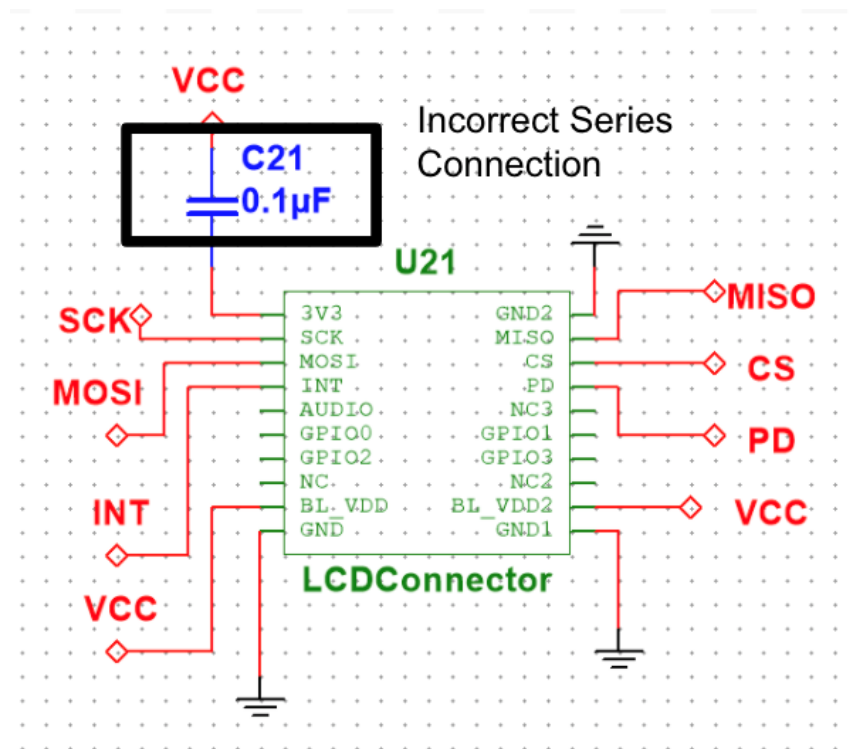 VCC
Incorrect Series
Connection
C21
0.1µF
U21
SCK
MOSI
INT
VCC
3V3
SCK
MOSI
INT
AUDIO
GPIO0
GPIO2
NC
BL_VDD
GND
GND2
MISO
CS
PD
NC3
GPIO1
GPIO3
NC2
BL_VDD2
GND1
MISO
CS
PD
VCC
LCDConnector